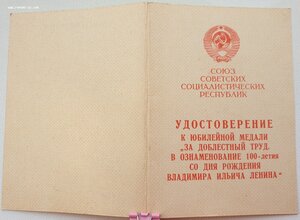 СОЮЗ
СОВЕТСКИХ
СОЦИАЛИСТИЧЕСКИХ
РЕСПУБЛИК
УДОСТОВЕРЕНИЕ
К ЮБИЛЕЙНОЙ МЕДАЛИ
„ЗА ДОБЛЕСТНЫЙ ТРУД.
В ОЗНАМЕНОВАНИЕ 100-летия
СО ДНЯ РОЖДЕНИЯ
ВЛАДИМИРА ИЛЬИЧА ЛЕНИНА“